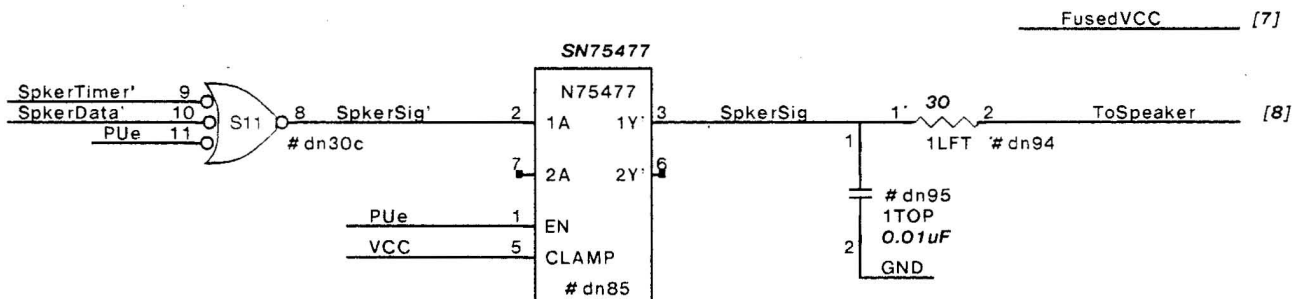 FusedVCC [7]
SN75477
N75477
SpkerTimer' 9
SpkerData' 10
PUe 11
S11
8 SpkerSig' 2 1A 1Y' 3 SpkerSig 1' 30 2 ToSpeaker [8]
#dn30c
1LFT '#dn94
1
7 2A 2Y' 6
#dn95
1TOP
0.01uF
2
GND
PUe 1 EN
VCC 5 CLAMP
#dn85